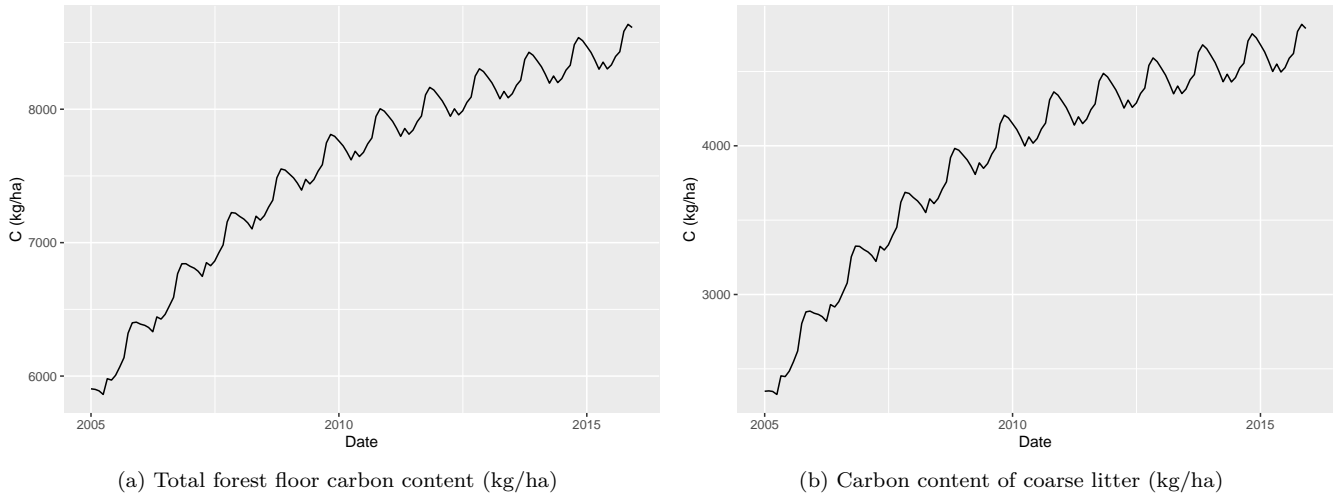 8000
7000
6000
C (kg/ha)
2005
2010
2015
Date
(a) Total forest floor carbon content (kg/ha)
4000
3000
C (kg/ha)
2005
2010
2015
Date
(b) Carbon content of coarse litter (kg/ha)